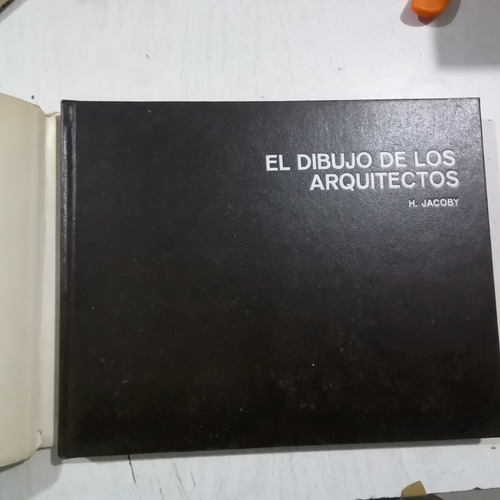 EL DIBUJO DE LOS
ARQUITECTOS
H. JACOBY